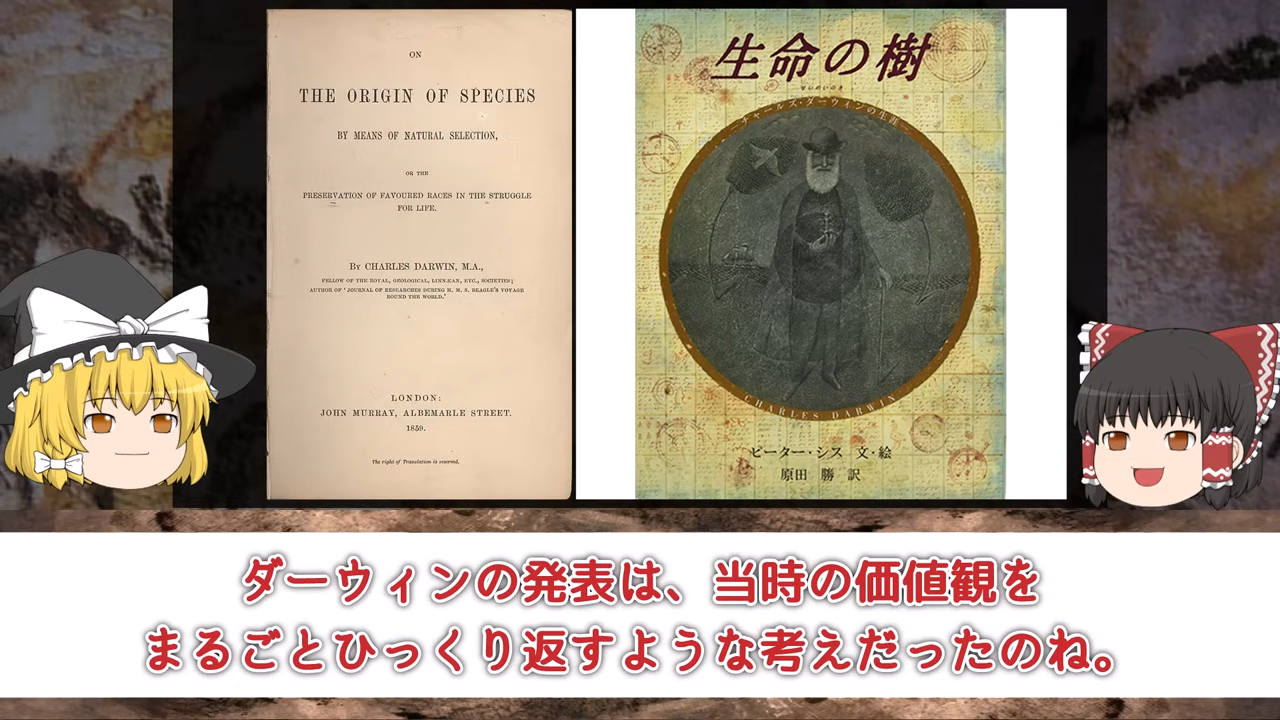 ON
THE ORIGIN OF SPECIES
BY MEANS OF NATURAL SELECTION,
OR THE
PRESERVATION OF FAVOURED RACES IN THE STRUGGLE
FOR LIFE.
By CHARLES DARWIN, M.A.,
FELLOW OF THE ROYAL, GEOLOGICAL, LINNÆAN, ETC., SOCIETIES;
AUTHOR OF 'JOURNAL OF RESEARCHES DURING H. M. S. BEAGLE'S VOYAGE
ROUND THE WORLD.'
LONDON:
JOHN MURRAY, ALBEMARLE STREET.
1859.
The right of Translation is reserved.
生命の樹
せいめいのき
チャールズ・ダーウィンの生涯
CHARLES DARWIN
ピーター・シス 文・絵
原田 勝 訳
ダーウィンの発表は、当時の価値観を
まるごとひっくり返すような考えだったのね。